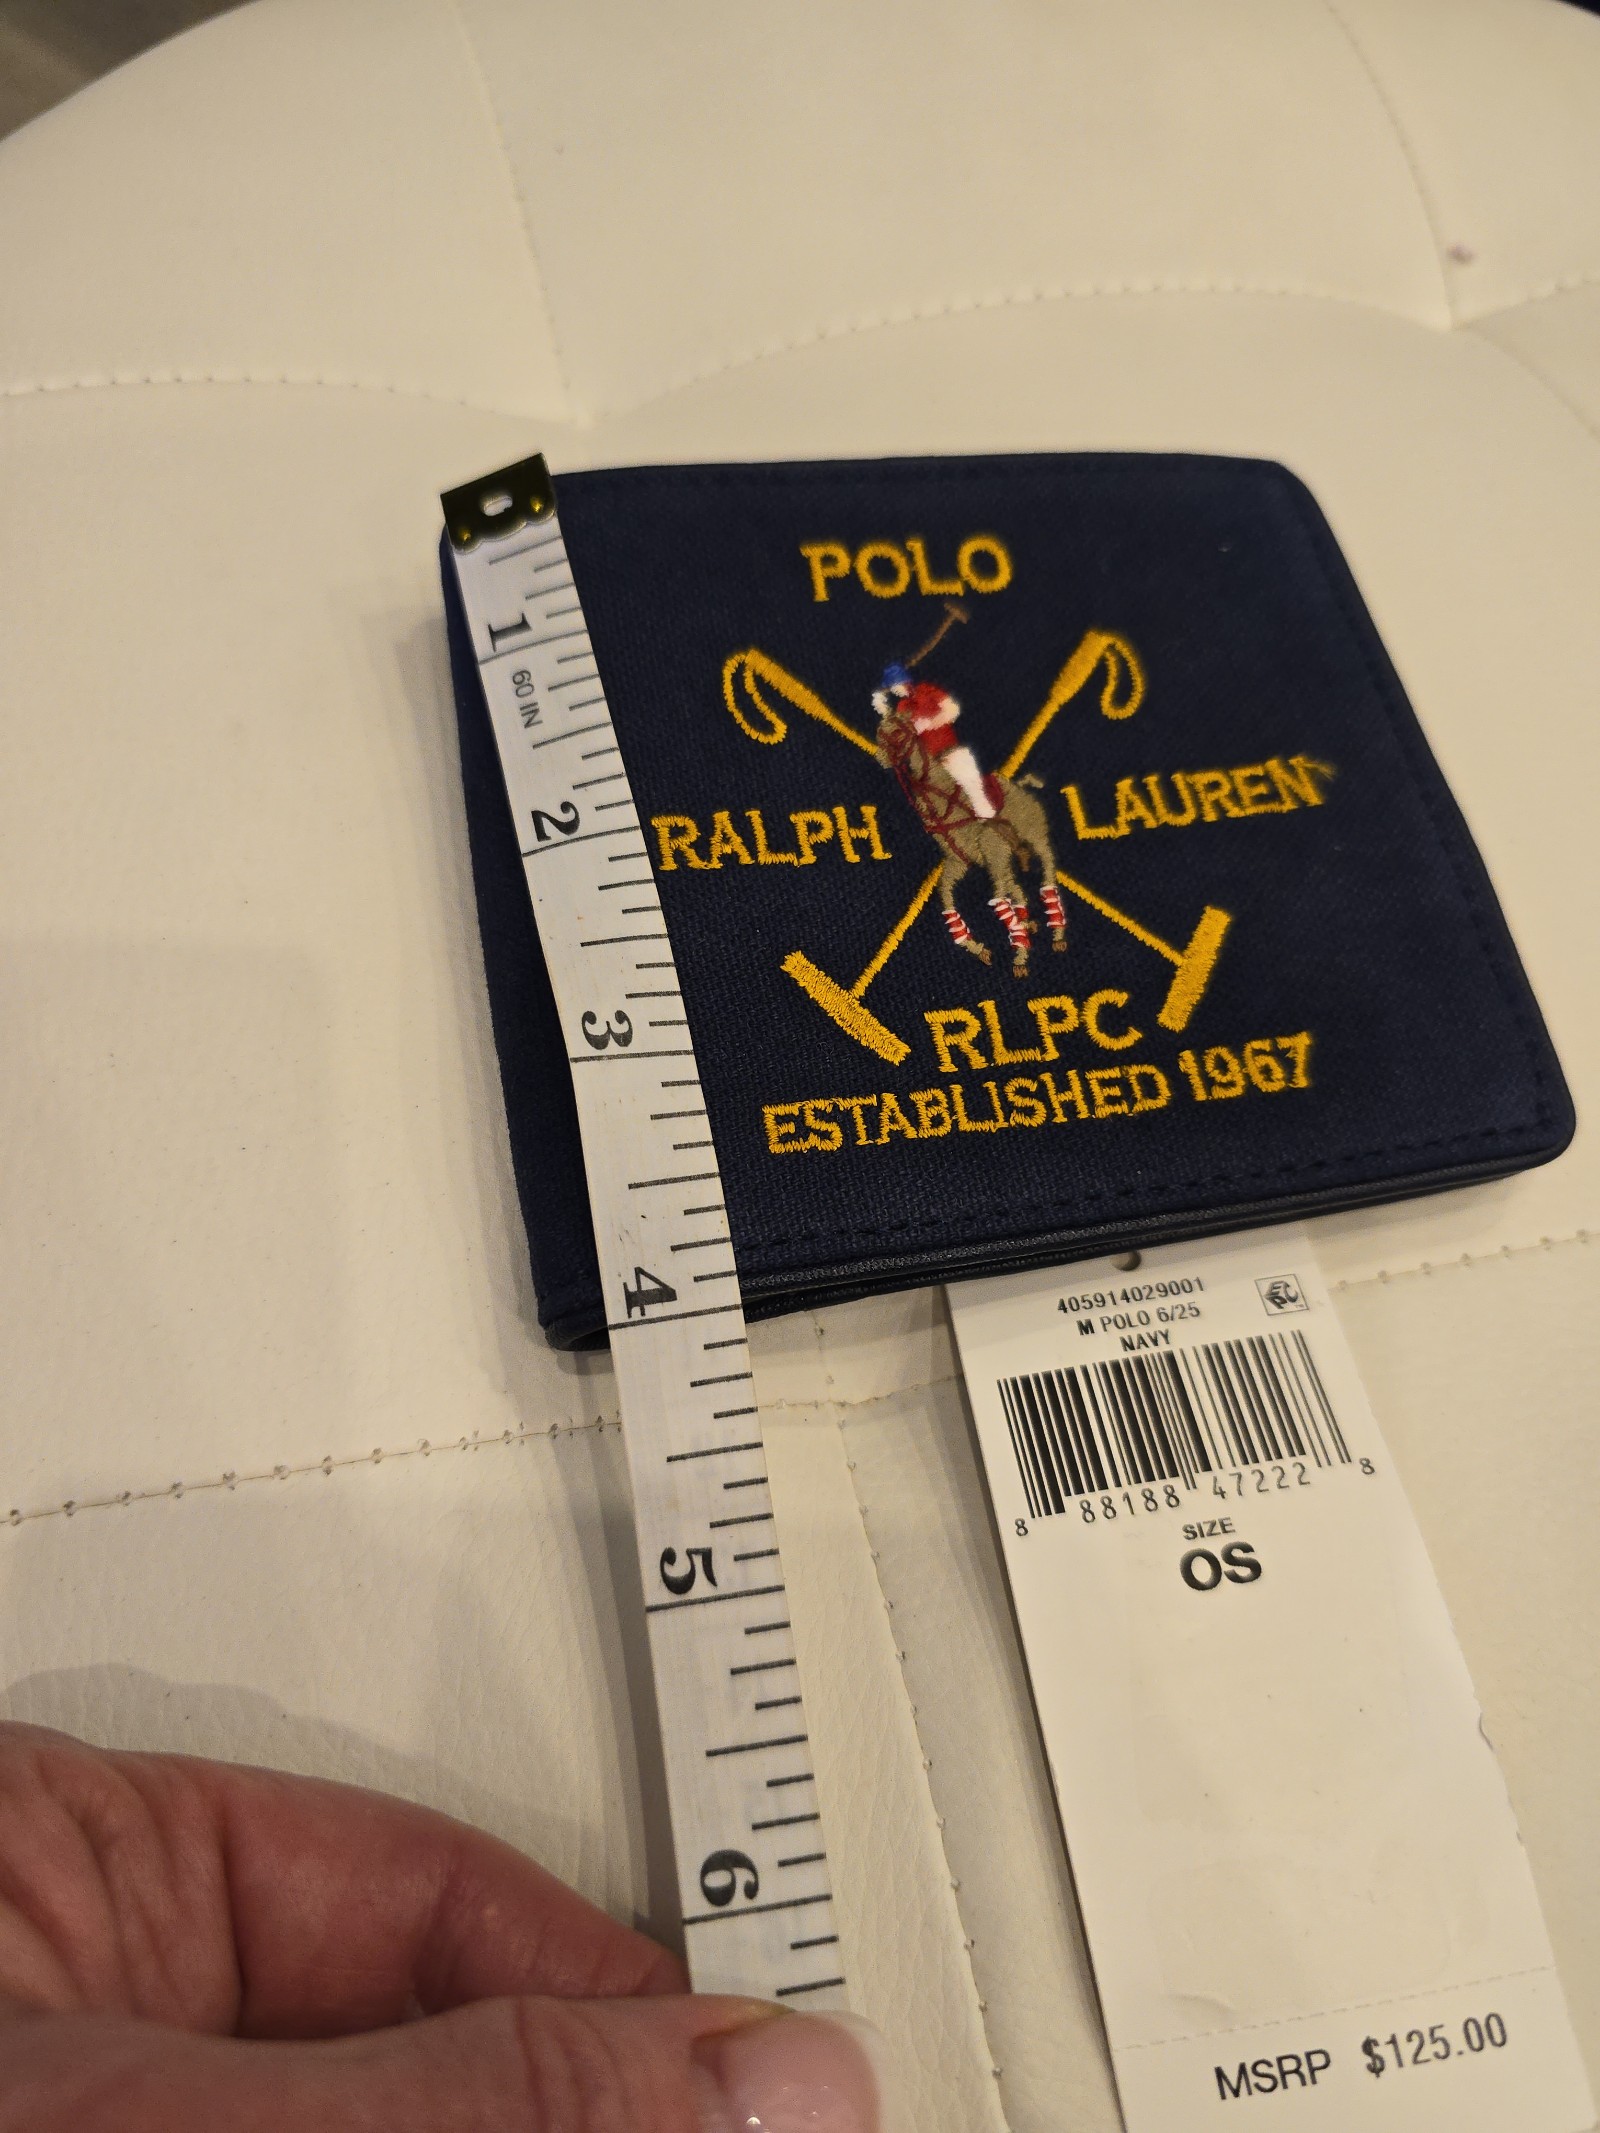 POLO
RALPH LAUREN
RLPC
ESTABLISHED 1967
1
60 IN
2
3
4
5
6
405914029001
M POLO 6/25
NAVY
EPC
8 88188 47222 8
SIZE
OS
MSRP $125.00